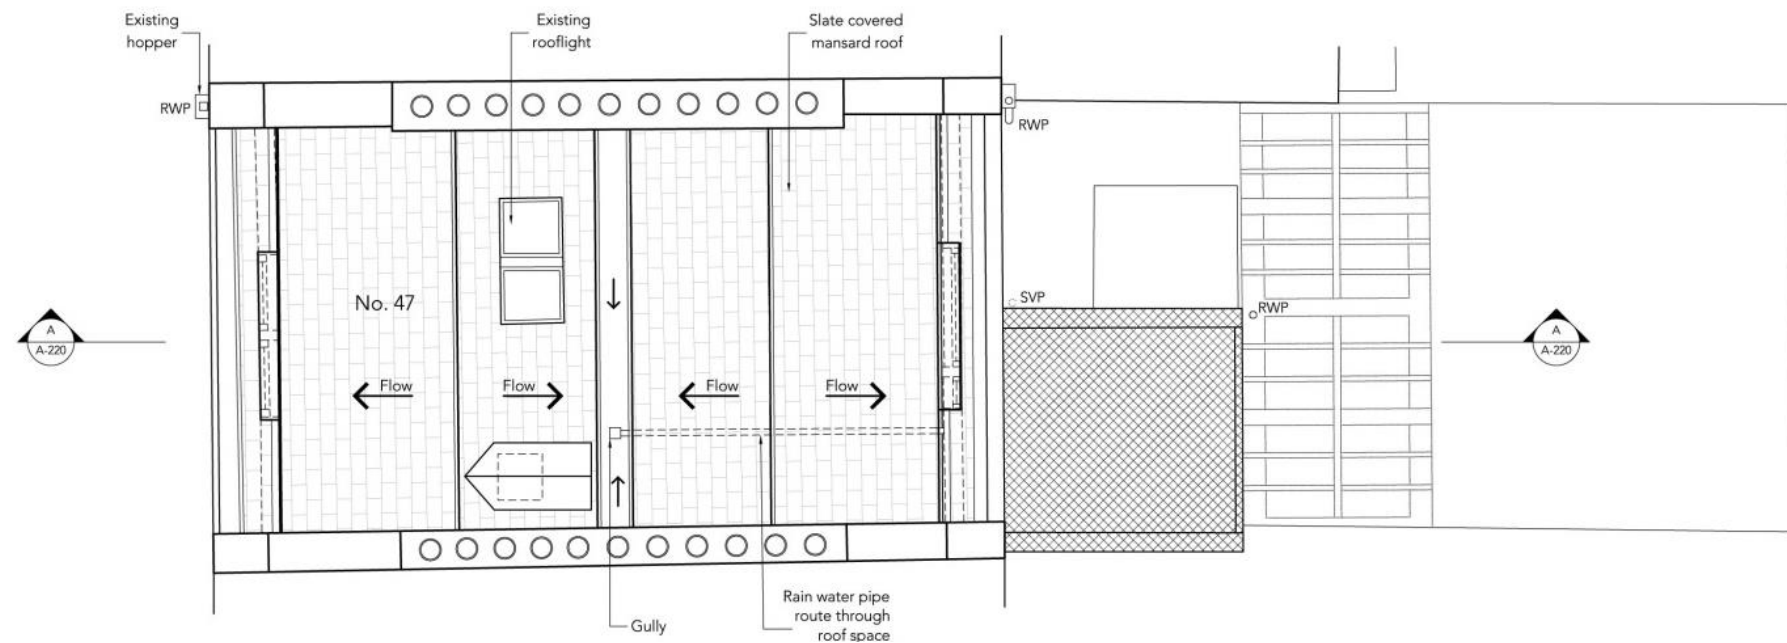 Existing
hopper
Existing
rooflight
Slate covered
mansard roof
RWP
RWP
No. 47
SVP
RWP
A
A-220
A
A-220
Flow
Flow
Flow
Flow
Gully
Rain water pipe
route through
roof space